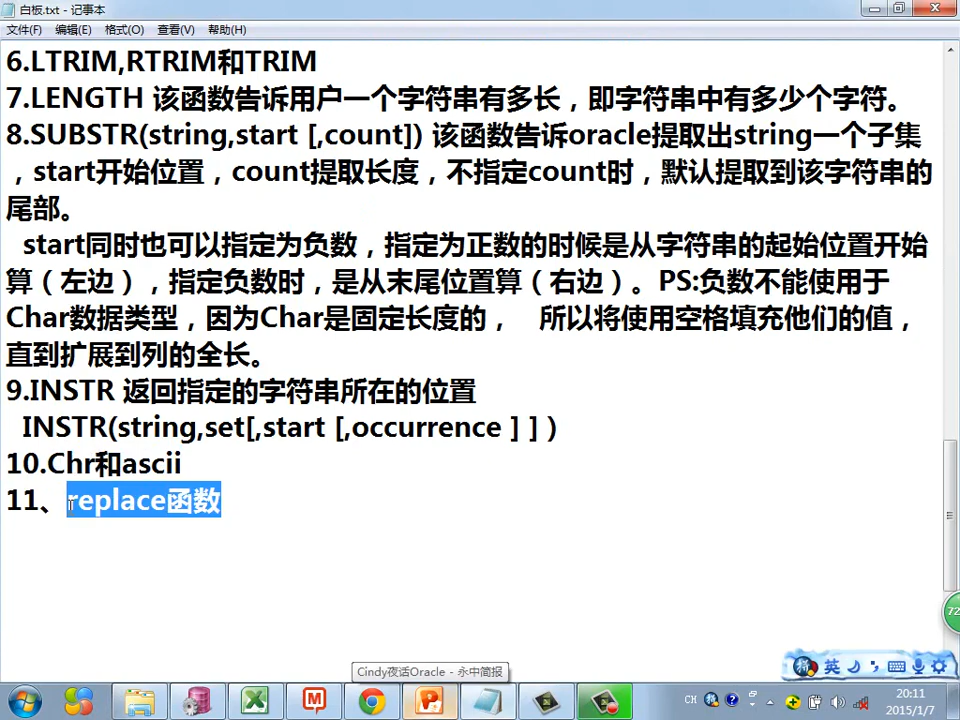 白板.txt - 记事本
文件(F) 编辑(E) 格式(O) 查看(V) 帮助(H)
6.LTRIM,RTRIM和TRIM
7.LENGTH 该函数告诉用户一个字符串有多长，即字符串中有多少个字符。
8.SUBSTR(string,start [,count]) 该函数告诉oracle提取出string一个子集
，start开始位置，count提取长度，不指定count时，默认提取到该字符串的
尾部。
start同时也可以指定为负数，指定为正数的时候是从字符串的起始位置开始
算（左边），指定负数时，是从末尾位置算（右边）。PS:负数不能使用于
Char数据类型，因为Char是固定长度的， 所以将使用空格填充他们的值，
直到扩展到列的全长。
9.INSTR 返回指定的字符串所在的位置
INSTR(string,set[,start [,occurrence ] ] )
10.Chr和ascii
11、replace函数
72
Cindy夜话Oracle - 永中简报
英
CH
20:11
2015/1/7